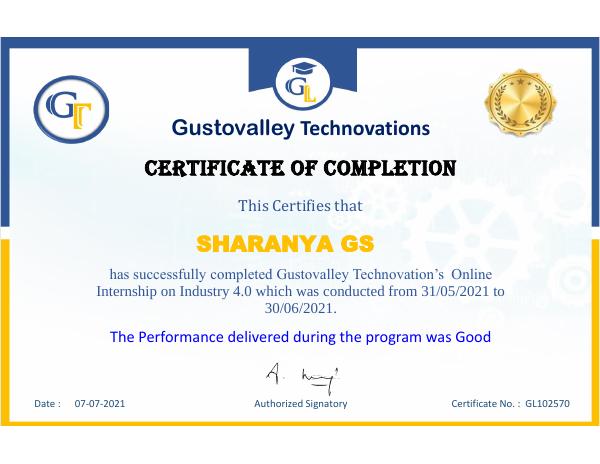 GT
GL
Gustovalley Technovations
CERTIFICATE OF COMPLETION
This Certifies that
SHARANYA GS
has successfully completed Gustovalley Technovation’s Online
Internship on Industry 4.0 which was conducted from 31/05/2021 to
30/06/2021.
The Performance delivered during the program was Good
Date : 07-07-2021 Authorized Signatory Certificate No. : GL102570